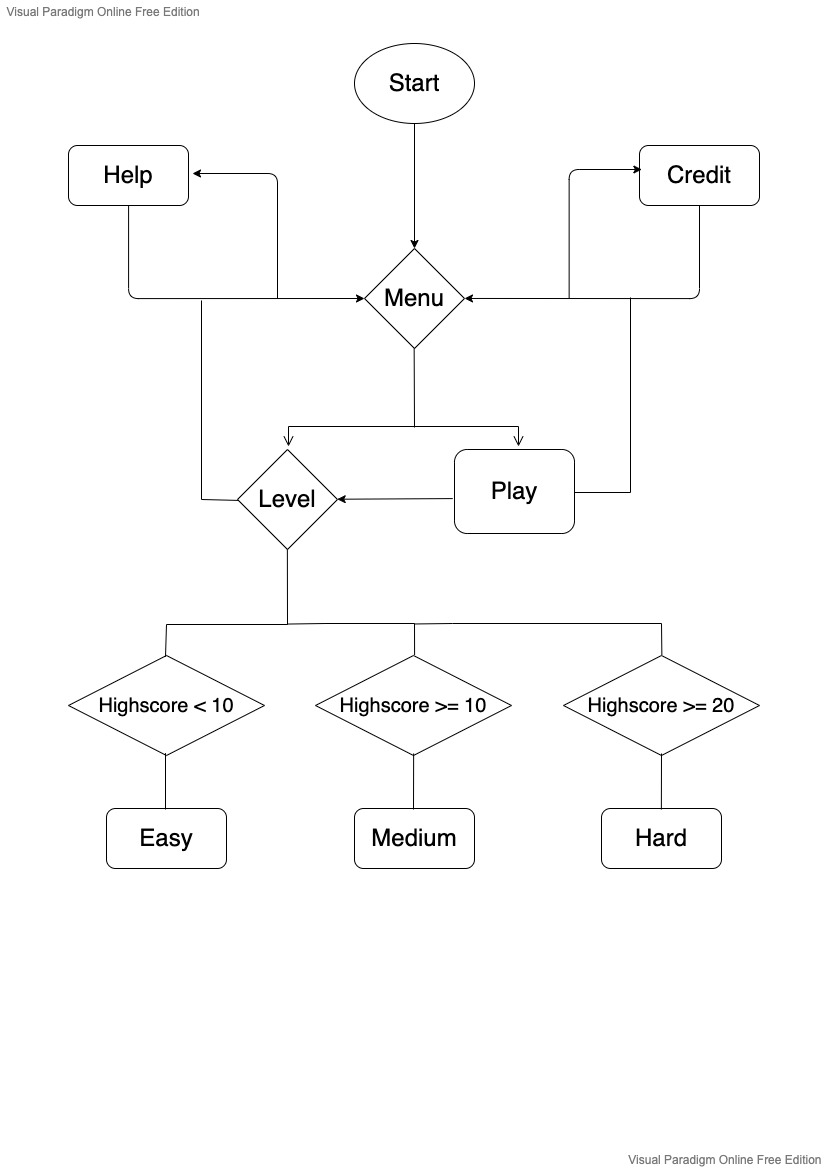 Visual Paradigm Online Free Edition
Start
Help
Credit
Menu
Level
Play
Highscore < 10
Highscore >= 10
Highscore >= 20
Easy
Medium
Hard
Visual Paradigm Online Free Edition